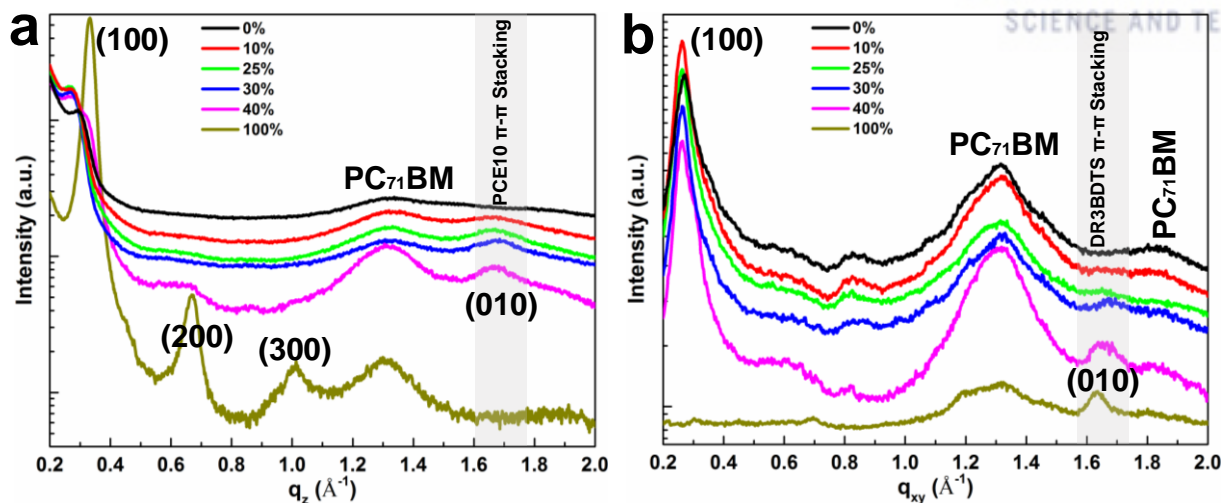 SCIENCE AND TE
a
(100)
0%
10%
25%
30%
40%
100%
PC₇₁BM
PCE10 π-π Stacking
(010)
(200)
(300)
Intensity (a.u.)
0.2 0.4 0.6 0.8 1.0 1.2 1.4 1.6 1.8 2.0
q_z (Å⁻¹)
b
(100)
0%
10%
25%
30%
40%
100%
PC₇₁BM
DR3BDTS π-π Stacking
PC₇₁BM
(010)
Intensity (a.u.)
0.2 0.4 0.6 0.8 1.0 1.2 1.4 1.6 1.8 2.0
q_xy (Å⁻¹)